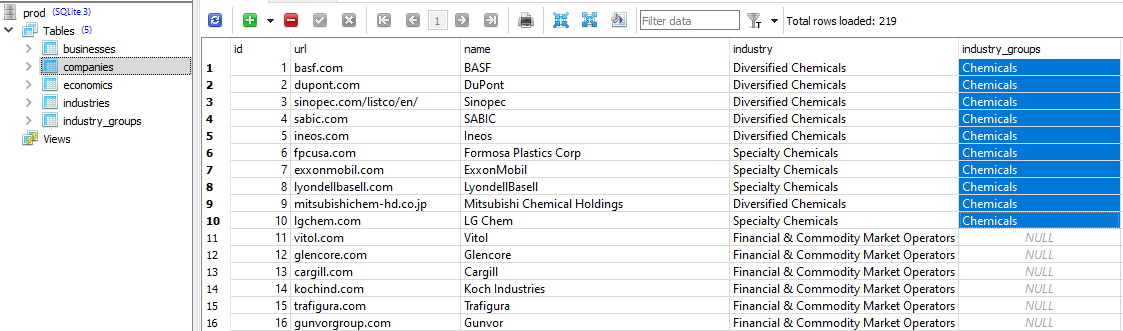 prod (SQLite 3)
Tables (5)
businesses
companies
economics
industries
industry_groups
Views
1 Filter data Total rows loaded: 219
id url name industry industry_groups
1 1 basf.com BASF Diversified Chemicals Chemicals
2 2 dupont.com DuPont Diversified Chemicals Chemicals
3 3 sinopec.com/listco/en/ Sinopec Diversified Chemicals Chemicals
4 4 sabic.com SABIC Diversified Chemicals Chemicals
5 5 ineos.com Ineos Diversified Chemicals Chemicals
6 6 fpcusa.com Formosa Plastics Corp Specialty Chemicals Chemicals
7 7 exxonmobil.com ExxonMobil Specialty Chemicals Chemicals
8 8 lyondellbasell.com LyondellBasell Specialty Chemicals Chemicals
9 9 mitsubishichem-hd.co.jp Mitsubishi Chemical Holdings Diversified Chemicals Chemicals
10 10 lgchem.com LG Chem Specialty Chemicals Chemicals
11 11 vitol.com Vitol Financial & Commodity Market Operators NULL
12 12 glencore.com Glencore Financial & Commodity Market Operators NULL
13 13 cargill.com Cargill Financial & Commodity Market Operators NULL
14 14 kochind.com Koch Industries Financial & Commodity Market Operators NULL
15 15 trafigura.com Trafigura Financial & Commodity Market Operators NULL
16 16 gunvorgroup.com Gunvor Financial & Commodity Market Operators NULL